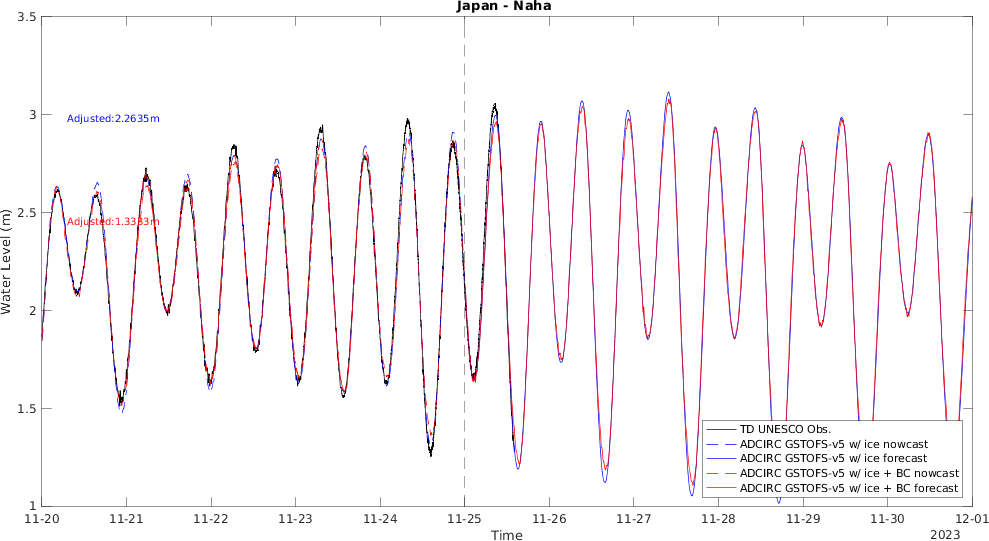 Japan - Naha
3.5
3
2.5
2
1.5
1
Water Level (m)
Adjusted:2.2635m
Adjusted:1.3333m
TD UNESCO Obs.
ADCIRC GSTOFS-v5 w/ ice nowcast
ADCIRC GSTOFS-v5 w/ ice forecast
ADCIRC GSTOFS-v5 w/ ice + BC nowcast
ADCIRC GSTOFS-v5 w/ ice + BC forecast
11-20 11-21 11-22 11-23 11-24 11-25 11-26 11-27 11-28 11-29 11-30 12-01
Time
2023